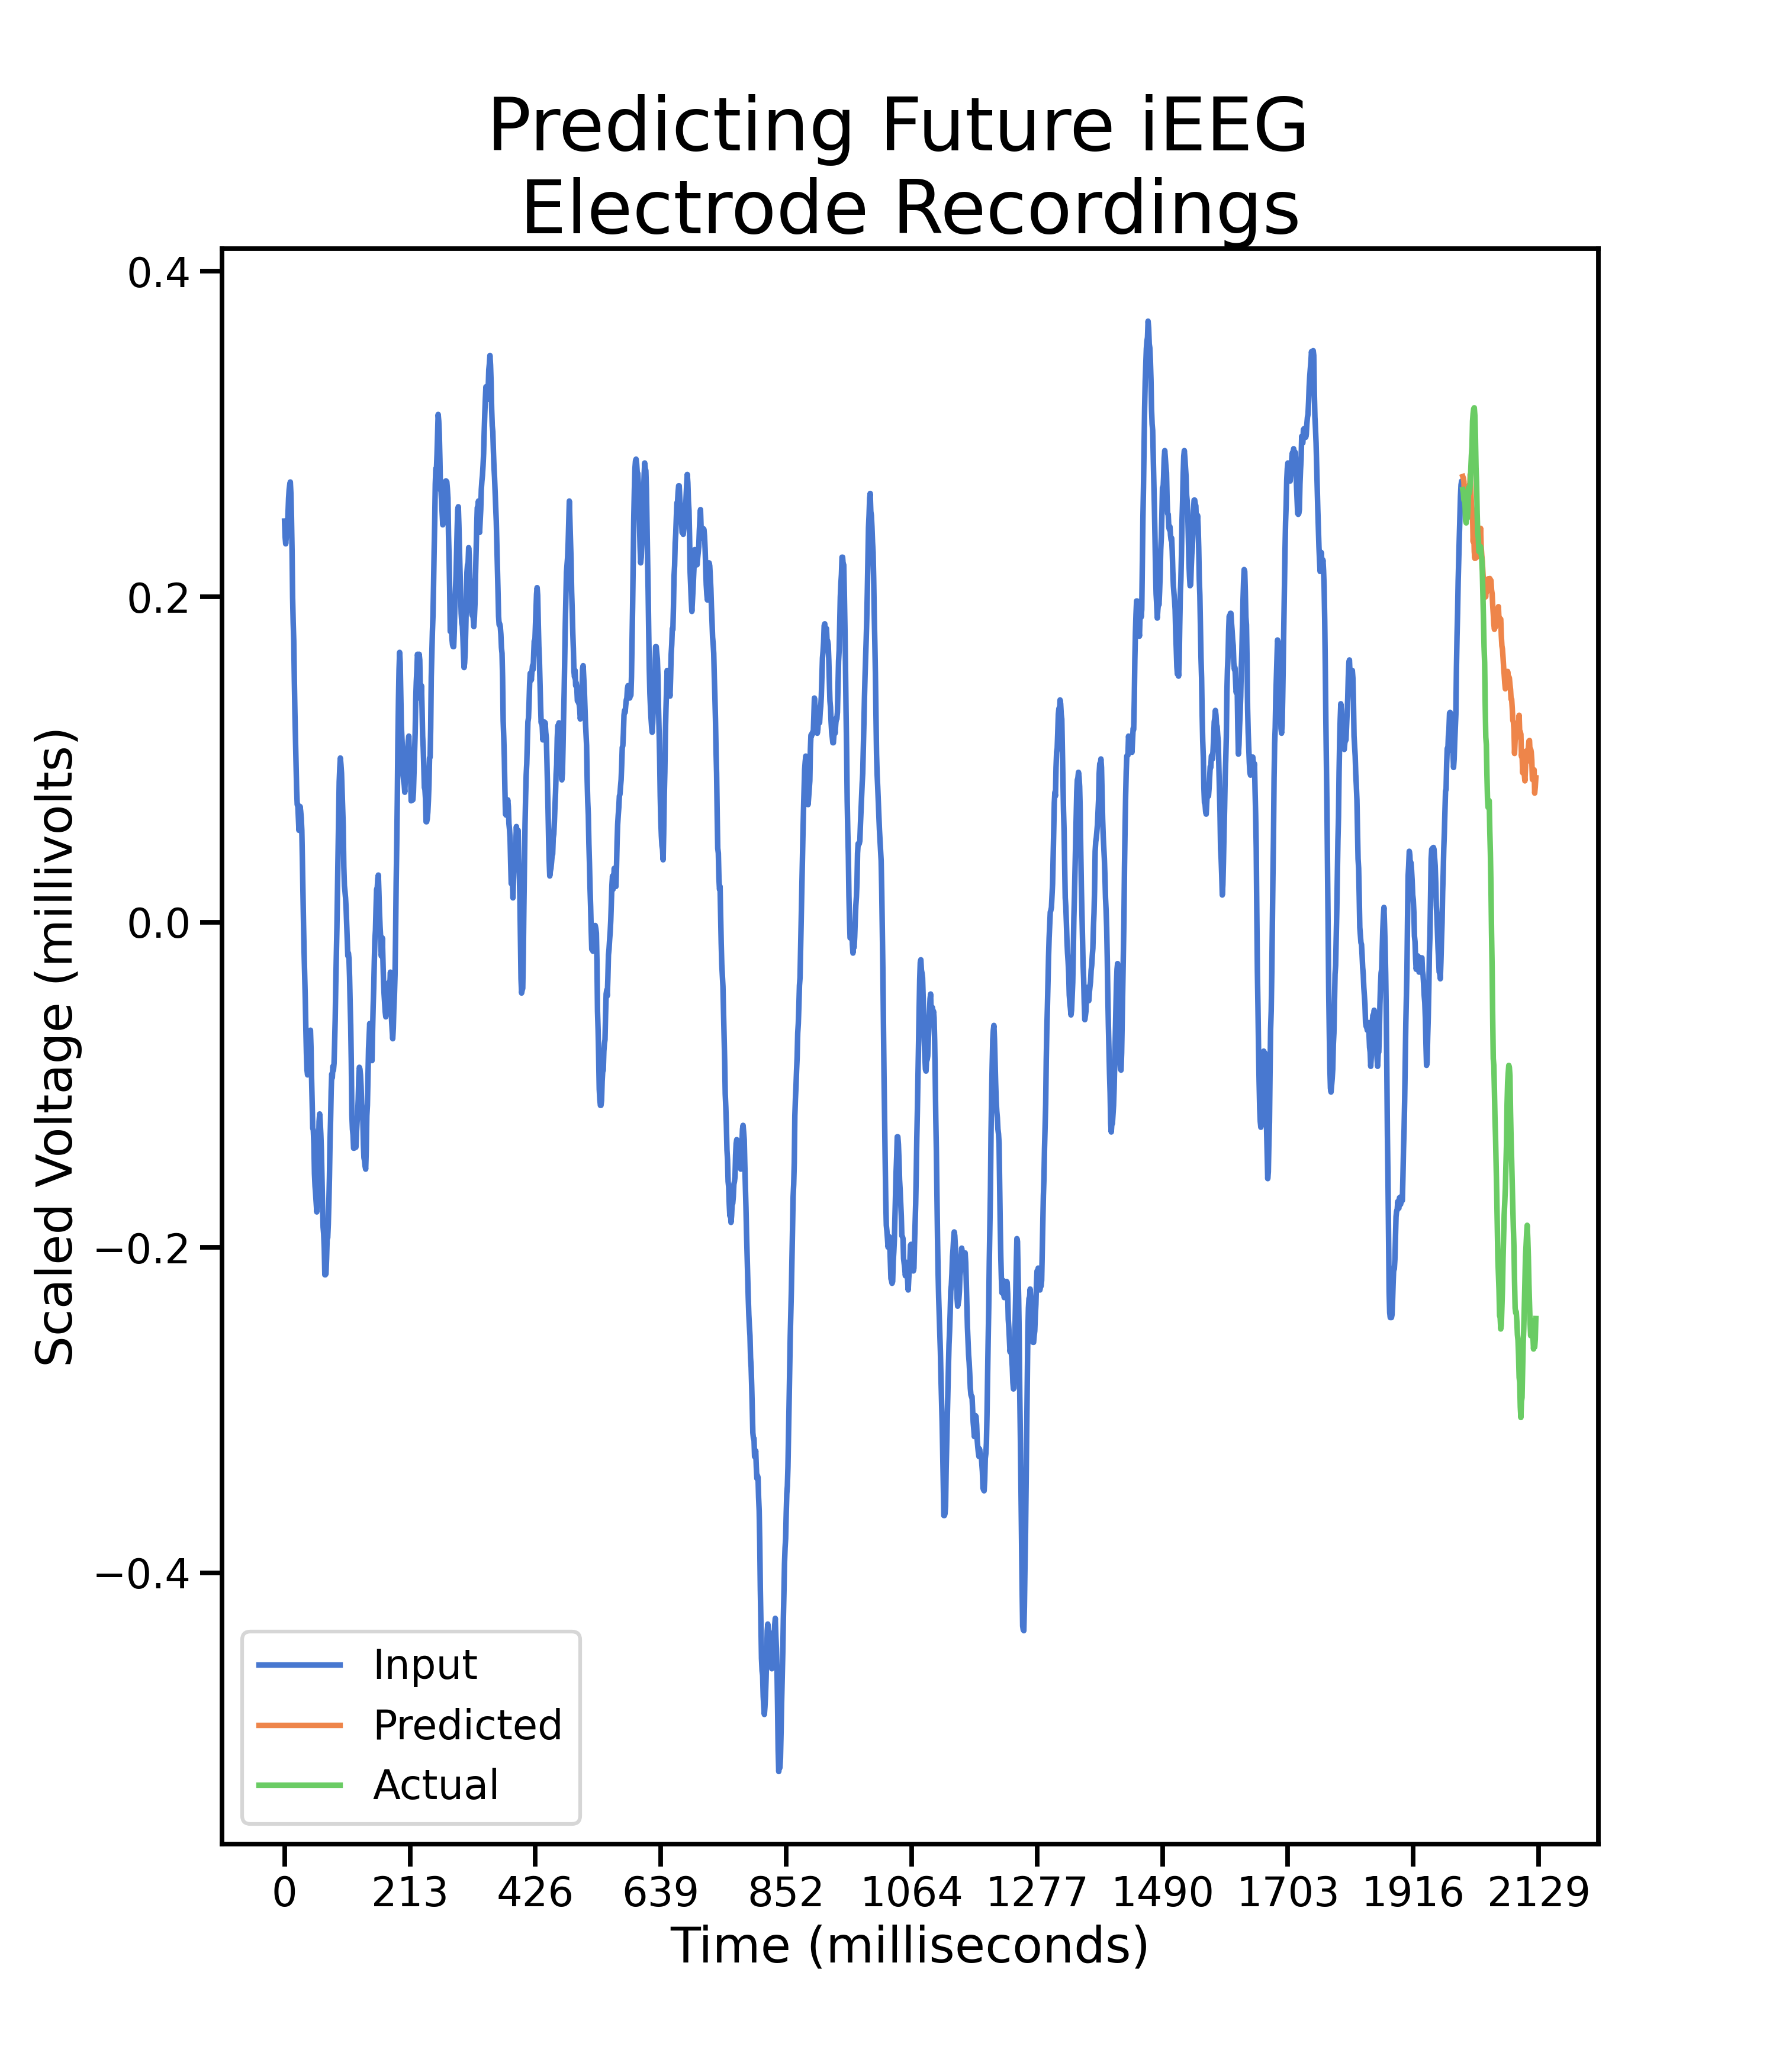 Predicting Future iEEG
Electrode Recordings
Scaled Voltage (millivolts)
0.4
0.2
0.0
−0.2
−0.4
Input
Predicted
Actual
0 213 426 639 852 1064 1277 1490 1703 1916 2129
Time (milliseconds)